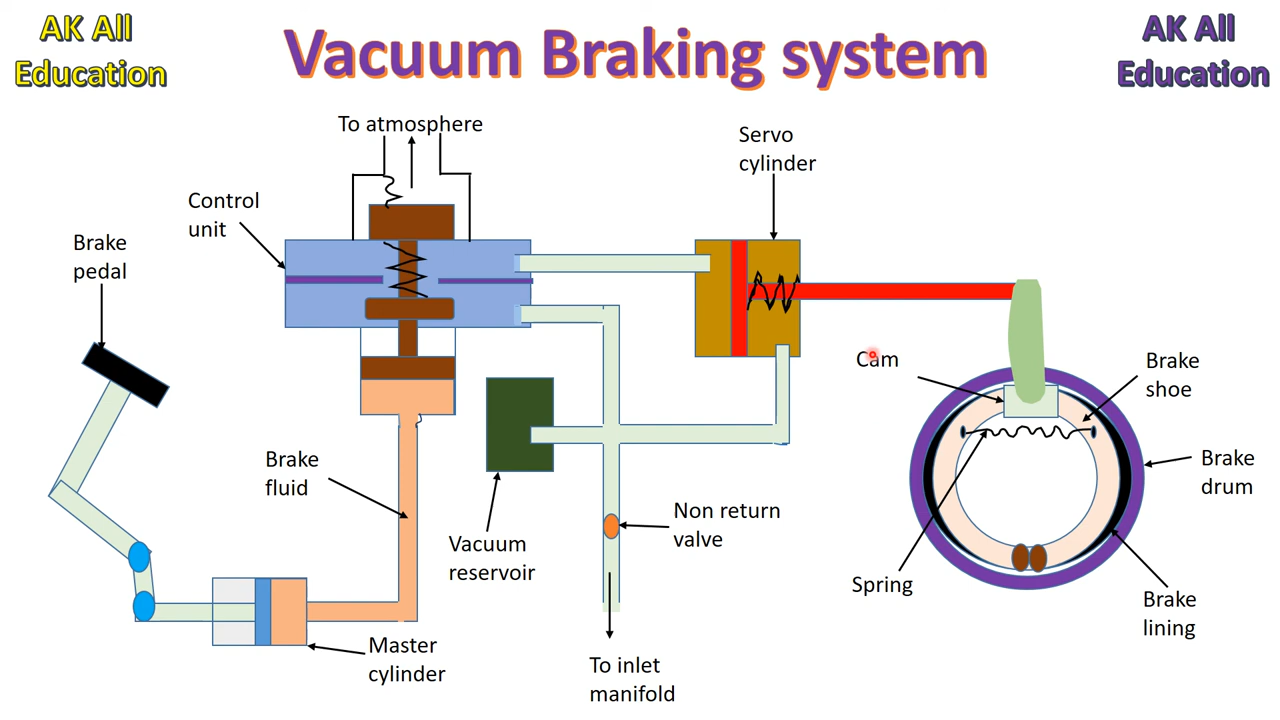 AK All
Education
Vacuum Braking system
AK All
Education
To atmosphere
Servo
cylinder
Control
unit
Brake
pedal
Cam
Brake
shoe
Brake
drum
Brake
fluid
Non return
valve
Vacuum
reservoir
Spring
Brake
lining
Master
cylinder
To inlet
manifold